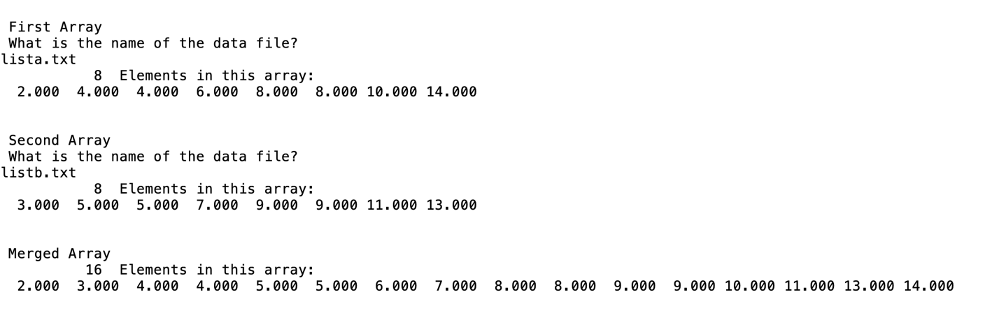 First Array
What is the name of the data file?
lista.txt
8  Elements in this array:
2.000  4.000  4.000  6.000  8.000  8.000 10.000 14.000
Second Array
What is the name of the data file?
listb.txt
8  Elements in this array:
3.000  5.000  5.000  7.000  9.000  9.000 11.000 13.000
Merged Array
16  Elements in this array:
2.000  3.000  4.000  4.000  5.000  5.000  6.000  7.000  8.000  8.000  9.000  9.000 10.000 11.000 13.000 14.000